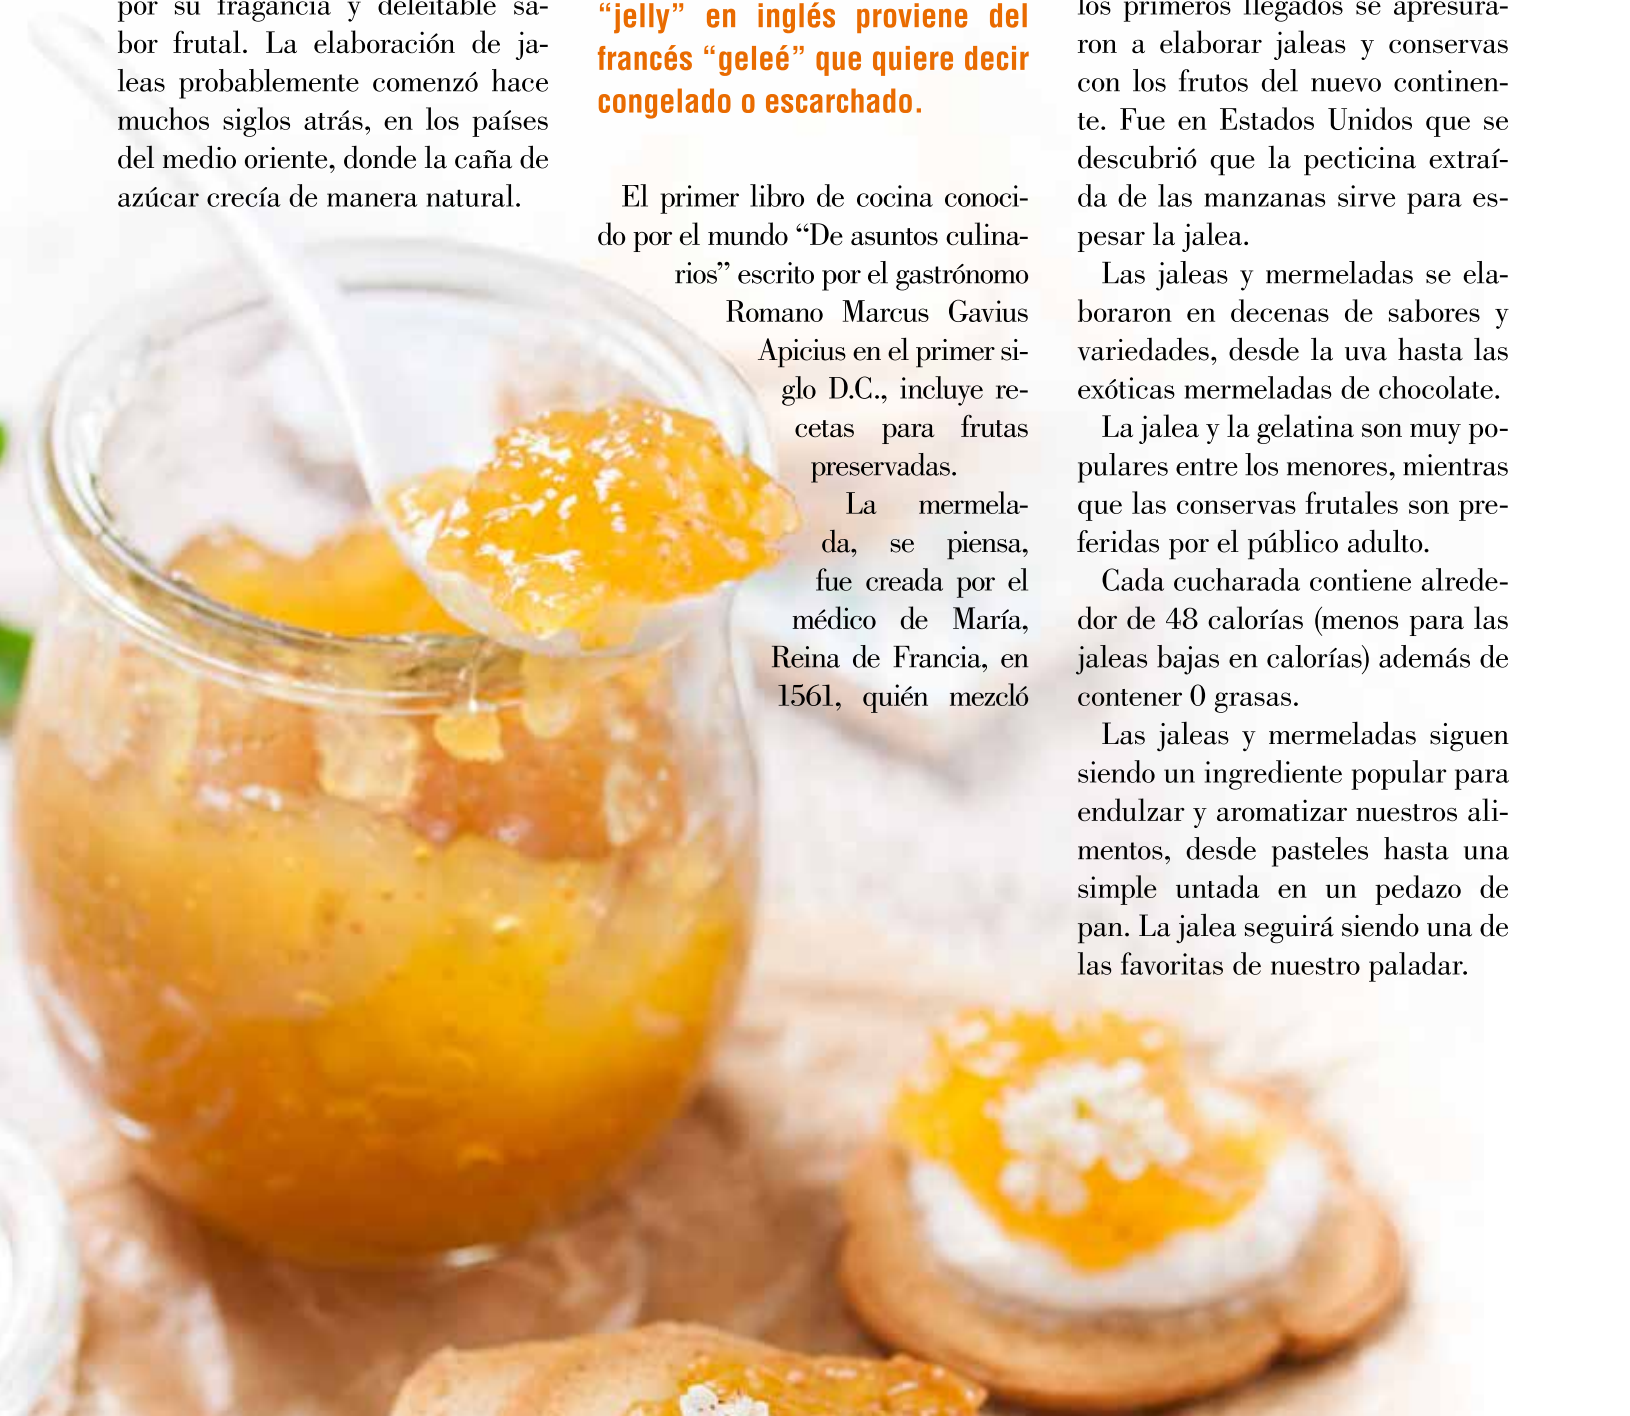 por su fragancia y deleitable sa-
bor frutal. La elaboración de ja-
leas probablemente comenzó hace
muchos siglos atrás, en los países
del medio oriente, donde la caña de
azúcar crecía de manera natural.
“jelly” en inglés proviene del
francés “geleé” que quiere decir
congelado o escarchado.
El primer libro de cocina conoci-
do por el mundo “De asuntos culina-
rios” escrito por el gastrónomo
Romano Marcus Gavius
Apicius en el primer si-
glo D.C., incluye re-
cetas para frutas
preservadas.
La mermela-
da, se piensa,
fue creada por el
médico de María,
Reina de Francia, en
1561, quién mezcló
los primeros llegados se apresura-
ron a elaborar jaleas y conservas
con los frutos del nuevo continen-
te. Fue en Estados Unidos que se
descubrió que la pecticina extraí-
da de las manzanas sirve para es-
pesar la jalea.
Las jaleas y mermeladas se ela-
boraron en decenas de sabores y
variedades, desde la uva hasta las
exóticas mermeladas de chocolate.
La jalea y la gelatina son muy po-
pulares entre los menores, mientras
que las conservas frutales son pre-
feridas por el público adulto.
Cada cucharada contiene alrede-
dor de 48 calorías (menos para las
jaleas bajas en calorías) además de
contener 0 grasas.
Las jaleas y mermeladas siguen
siendo un ingrediente popular para
endulzar y aromatizar nuestros ali-
mentos, desde pasteles hasta una
simple untada en un pedazo de
pan. La jalea seguirá siendo una de
las favoritas de nuestro paladar.